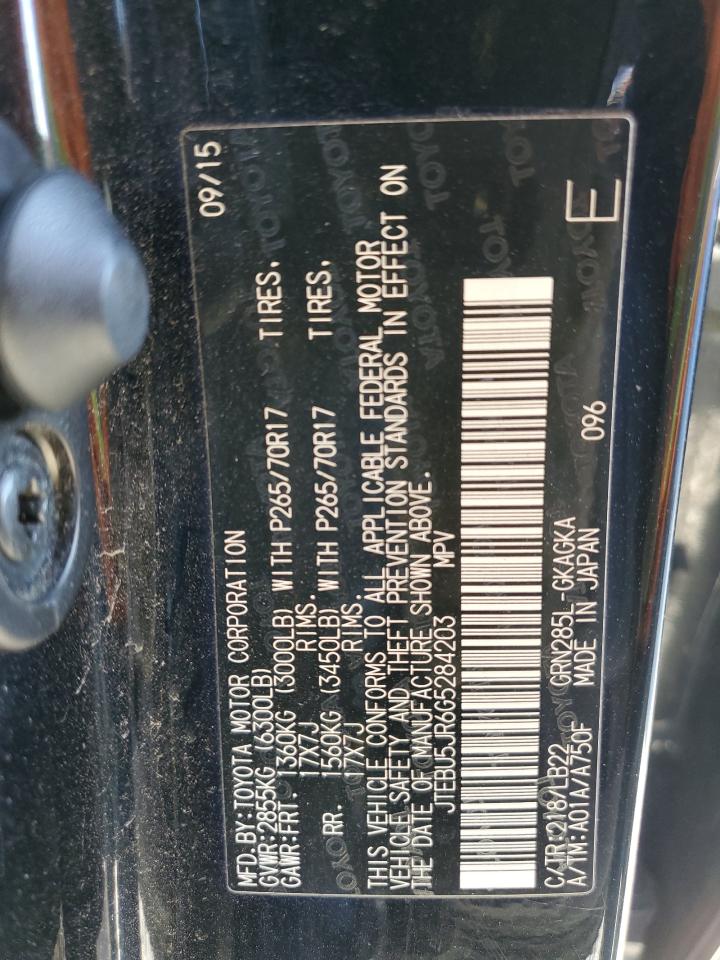 MFD.BY:TOYOTA MOTOR CORPORATION 09/15
GVWR:2855KG (6300LB)
GAWR:FRT. 1360KG (3000LB) WITH P265/70R17 TIRES,
17X7J RIMS.
RR. 1560KG (3450LB) WITH P265/70R17 TIRES,
17X7J RIMS.
THIS VEHICLE CONFORMS TO ALL APPLICABLE FEDERAL MOTOR
VEHICLE SAFETY AND THEFT PREVENTION STANDARDS IN EFFECT ON
THE DATE OF MANUFACTURE SHOWN ABOVE.
JTEBU5JR6G5284203 MPV
C/TR:218/LB22 GRN285L-GKAGKA 096
A/TM:A01A/A750F MADE IN JAPAN E